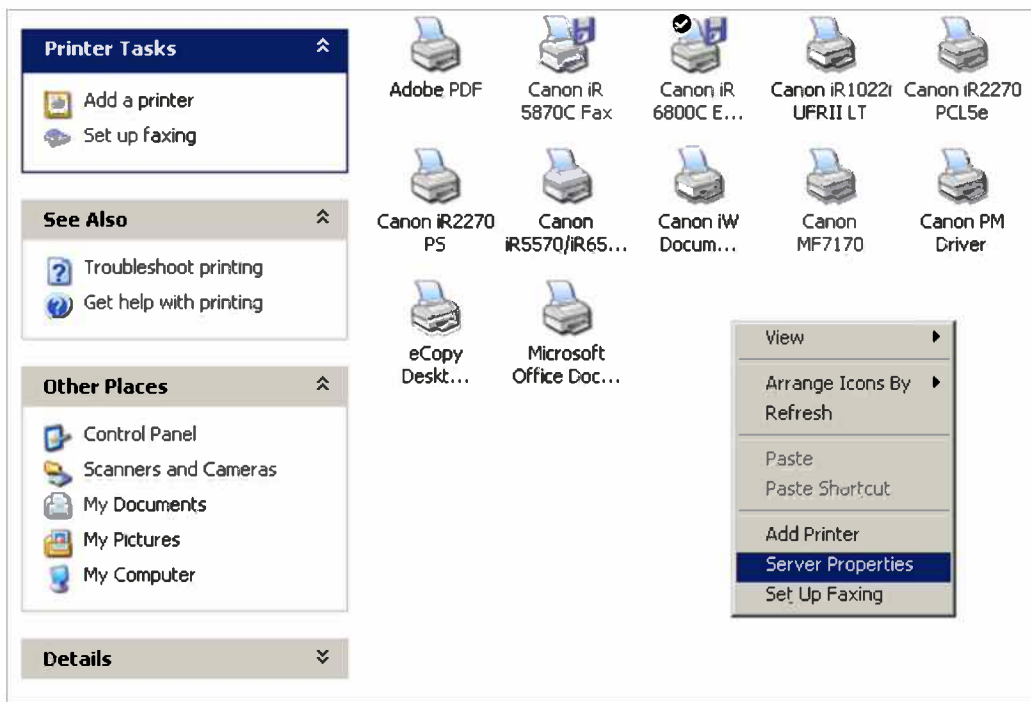 Printer Tasks
Add a printer
Set up faxing
See Also
Troubleshoot printing
Get help with printing
Other Places
Control Panel
Scanners and Cameras
My Documents
My Pictures
My Computer
Details
Adobe PDF
Canon iR
5870C Fax
Canon iR
6800C E...
Canon iR1022i
UFRII LT
Canon iR2270
PCL5e
Canon iR2270
PS
Canon
iR5570/iR65...
Canon iW
Docum...
Canon
MF7170
Canon PM
Driver
eCopy
Deskt...
Microsoft
Office Doc...
View
Arrange Icons By
Refresh
Paste
Paste Shortcut
Add Printer
Server Properties
Set Up Faxing